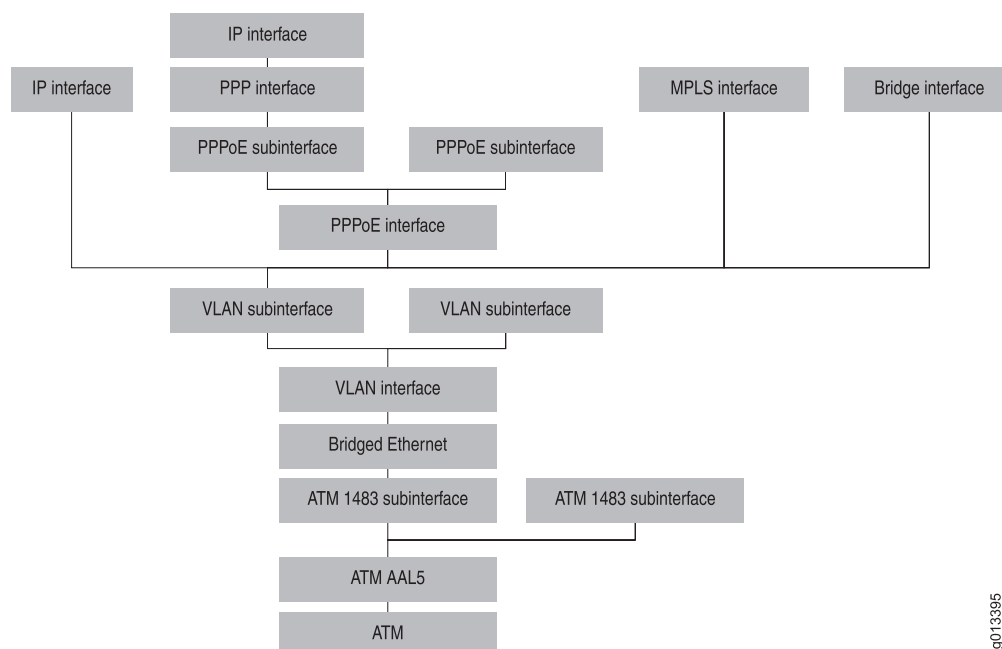 IP interface
IP interface
PPP interface
MPLS interface
Bridge interface
PPPoE subinterface
PPPoE subinterface
PPPoE interface
VLAN subinterface
VLAN subinterface
VLAN interface
Bridged Ethernet
ATM 1483 subinterface
ATM 1483 subinterface
ATM AAL5
ATM
g013395